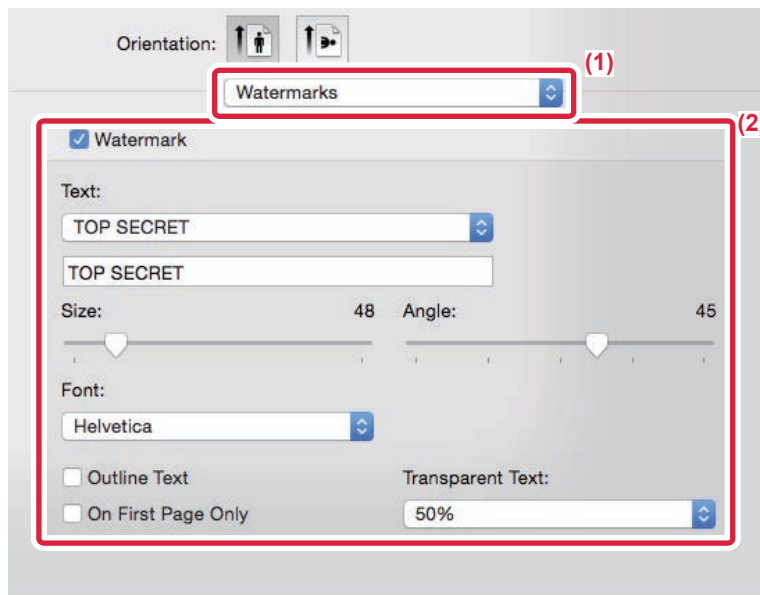 Orientation:
(1)
Watermarks
(2)
Watermark
Text:
TOP SECRET
TOP SECRET
Size: 48 Angle: 45
Font:
Helvetica
Outline Text Transparent Text:
On First Page Only 50%